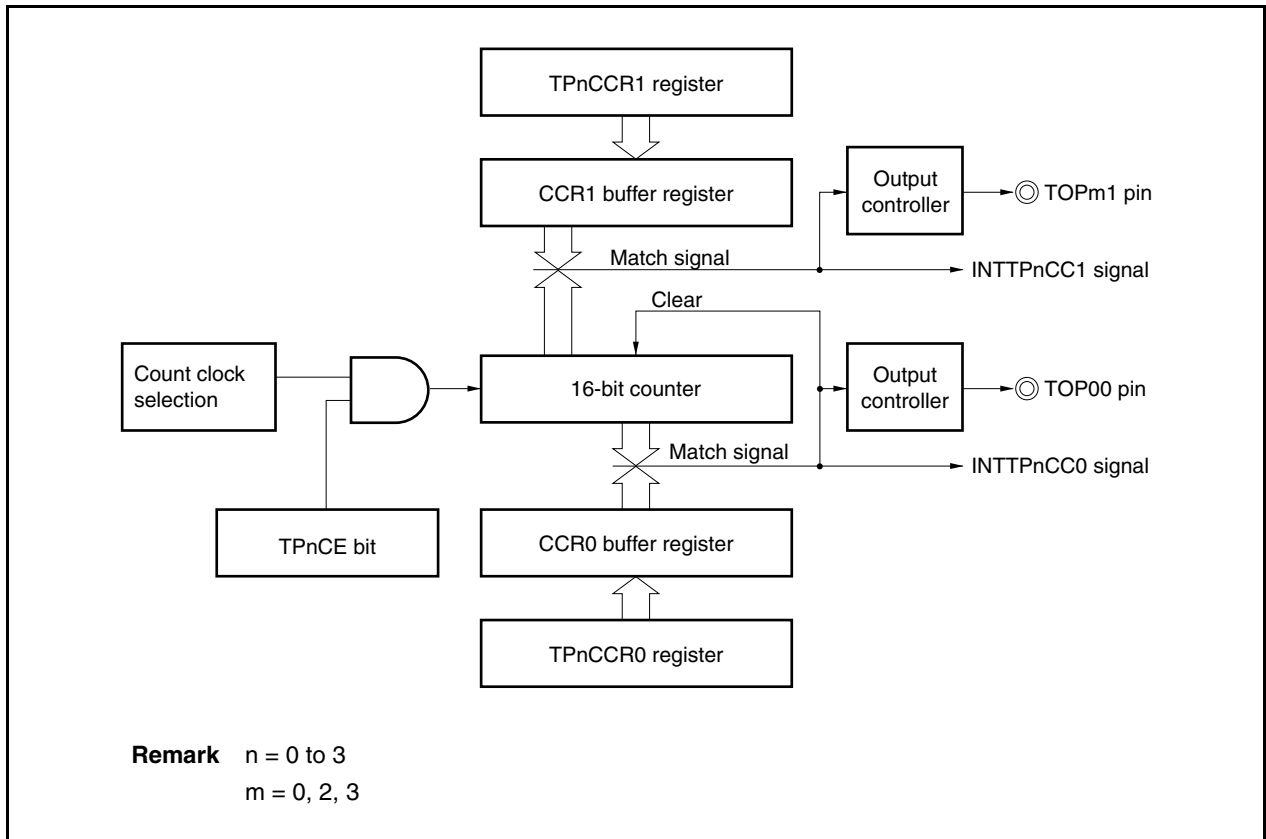 TPnCCR1 register
CCR1 buffer register
Output
controller
TOPm1 pin
Match signal
INTTPnCC1 signal
Clear
Count clock
selection
16-bit counter
Output
controller
TOP00 pin
Match signal
INTTPnCC0 signal
TPnCE bit
CCR0 buffer register
TPnCCR0 register
Remark n = 0 to 3
m = 0, 2, 3